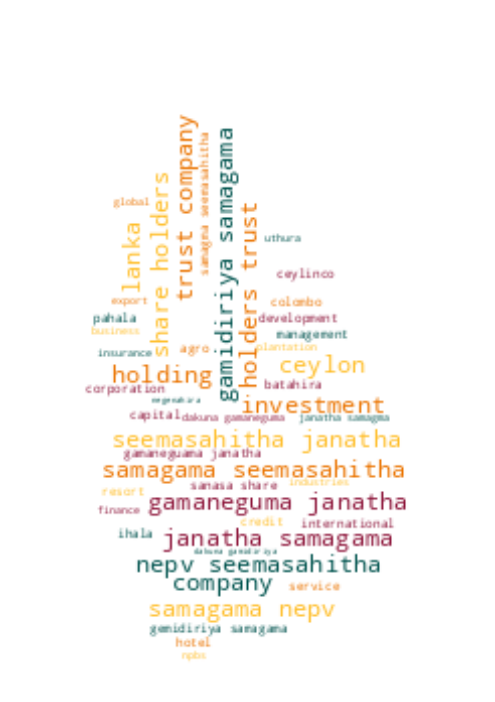 trust company
samagna seemasahitha
gamidiriya samagama
share holders
global
holders trust
lanka
uthura
ceylinco
export
colombo
pahala
development
business
management
insurance
agro
plantation
ceylon
holding
batahira
corporation
investment
capital
dakuna gamaneguma
janatha samagma
seemasahitha janatha
gamaneguama janatha
samagama seemasahitha
sanasa share
industries
resort
gamaneguma janatha
finance
credit
international
ihala
janatha samagama
dakuna gamidiriya
nepv seemasahitha
company
service
samagama nepv
gemidiriya samagama
hotel